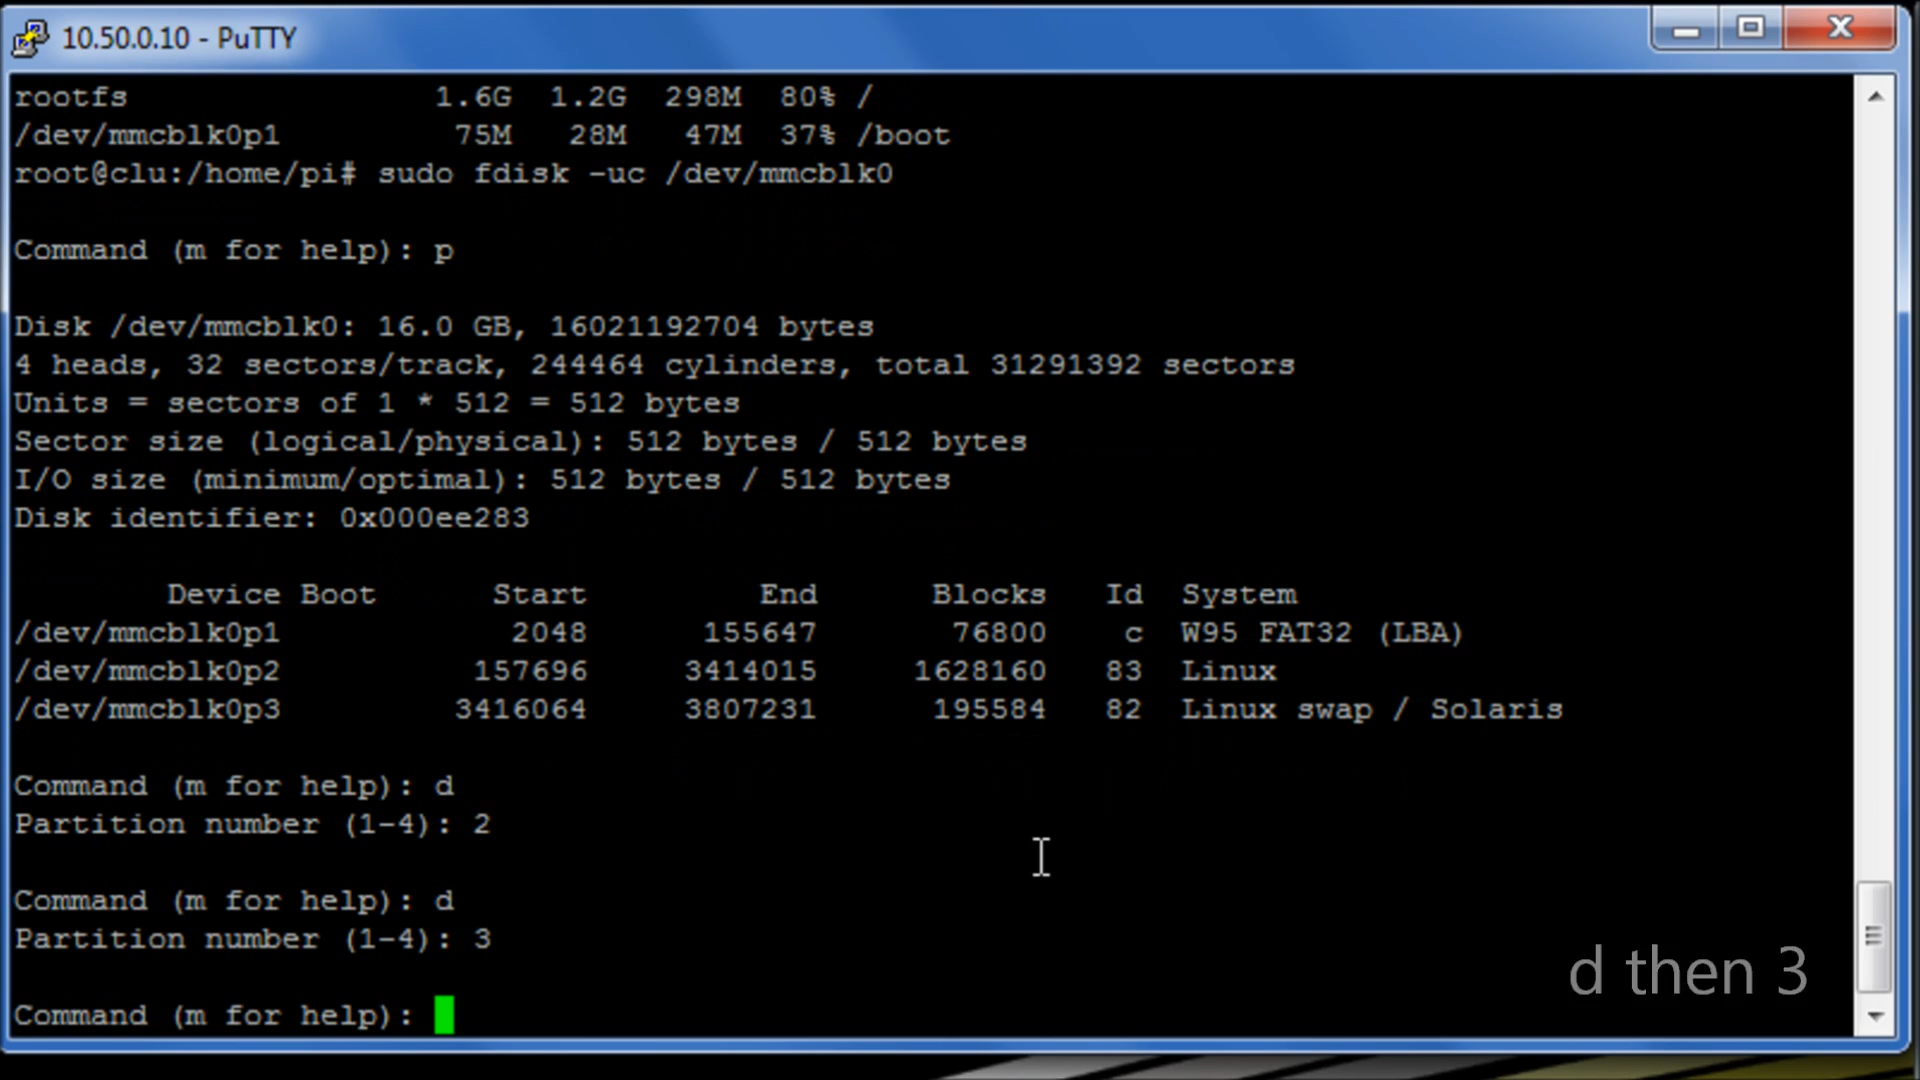 10.50.0.10 - PuTTY
rootfs 1.6G 1.2G 298M 80% /
/dev/mmcblk0p1 75M 28M 47M 37% /boot
root@clu:/home/pi# sudo fdisk -uc /dev/mmcblk0
Command (m for help): p
Disk /dev/mmcblk0: 16.0 GB, 16021192704 bytes
4 heads, 32 sectors/track, 244464 cylinders, total 31291392 sectors
Units = sectors of 1 * 512 = 512 bytes
Sector size (logical/physical): 512 bytes / 512 bytes
I/O size (minimum/optimal): 512 bytes / 512 bytes
Disk identifier: 0x000ee283
Device Boot Start End Blocks Id System
/dev/mmcblk0p1 2048 155647 76800 c W95 FAT32 (LBA)
/dev/mmcblk0p2 157696 3414015 1628160 83 Linux
/dev/mmcblk0p3 3416064 3807231 195584 82 Linux swap / Solaris
Command (m for help): d
Partition number (1-4): 2
Command (m for help): d
Partition number (1-4): 3
d then 3
Command (m for help):